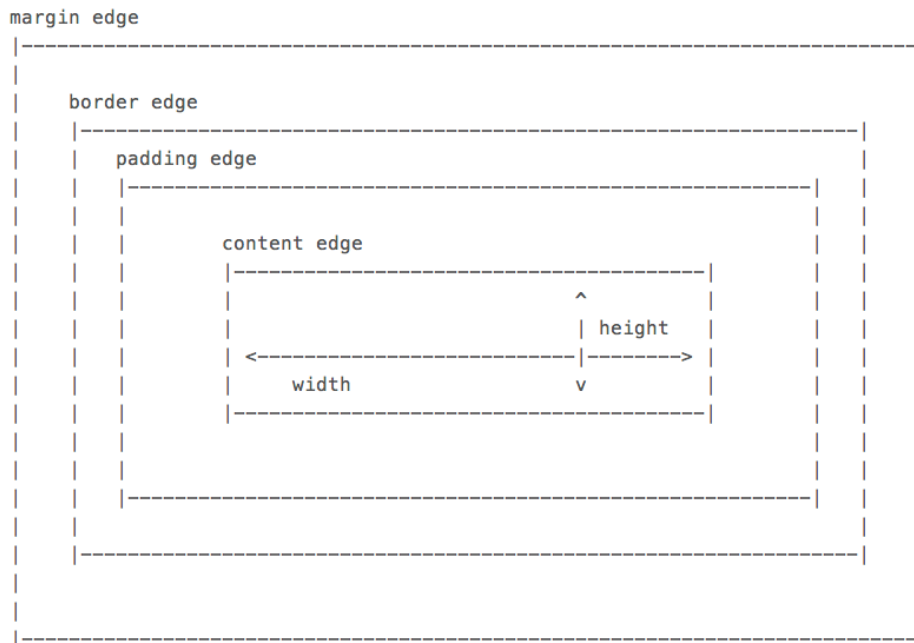 margin edge
border edge
padding edge
content edge
^
height
<---------------------------|--------> 
width v